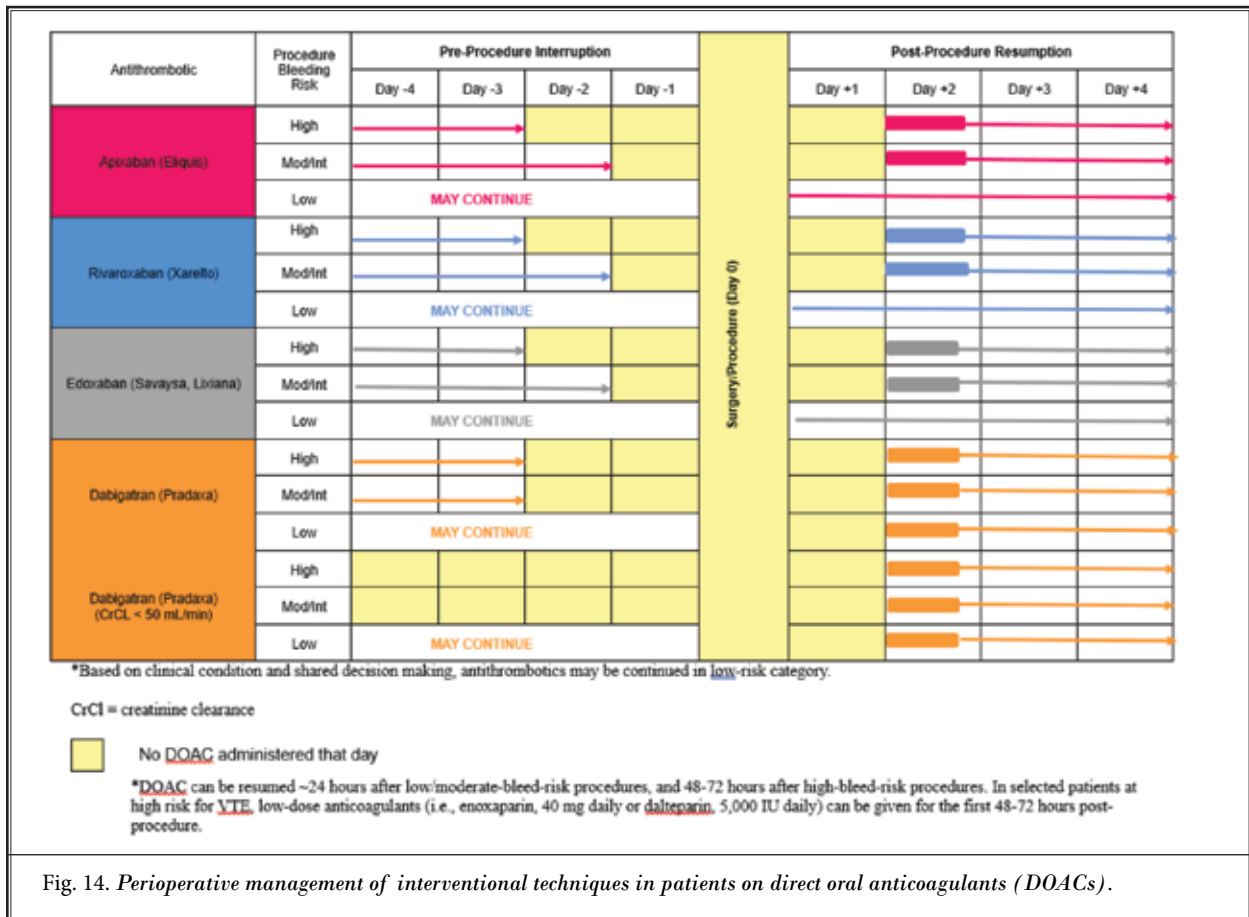 Antithrombotic
Procedure
Bleeding
Risk
Pre-Procedure Interruption
Day -4
Day -3
Day -2
Day -1
Surgery/Procedure (Day 0)
Post-Procedure Resumption
Day +1
Day +2
Day +3
Day +4
Apixaban (Eliquis)
High
Mod/Int
Low
MAY CONTINUE
Rivaroxaban (Xarelto)
High
Mod/Int
Low
MAY CONTINUE
Edoxaban (Savaysa, Lixiana)
High
Mod/Int
Low
MAY CONTINUE
Dabigatran (Pradaxa)
High
Mod/Int
Low
MAY CONTINUE
Dabigatran (Pradaxa)
(CrCL < 50 mL/min)
High
Mod/Int
Low
MAY CONTINUE
*Based on clinical condition and shared decision making, antithrombotics may be continued in low-risk category.
CrCl = creatinine clearance
No DOAC administered that day
*DOAC can be resumed ~24 hours after low/moderate-bleed-risk procedures, and 48-72 hours after high-bleed-risk procedures. In selected patients at
high risk for VTE, low-dose anticoagulants (i.e., enoxaparin, 40 mg daily or dalteparin, 5,000 IU daily) can be given for the first 48-72 hours post-
procedure.
Fig. 14. Perioperative management of interventional techniques in patients on direct oral anticoagulants (DOACs).